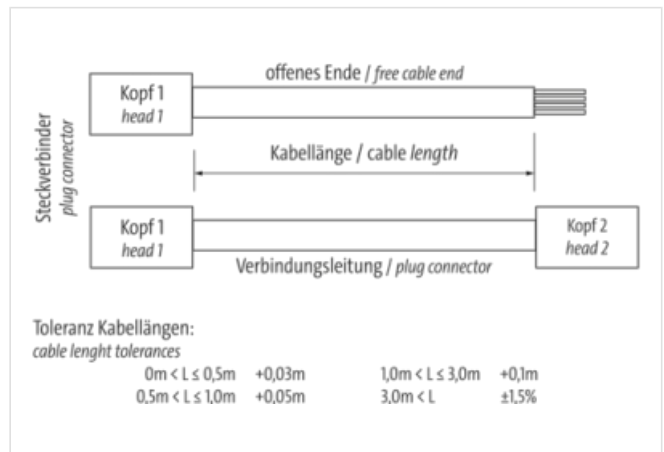 offenes Ende / free cable end
Kopf 1
head 1
Kabellänge / cable length
Steckverbinder
plug connector
Kopf 1
head 1
Kopf 2
head 2
Verbindungsleitung / plug connector
Toleranz Kabellängen:
cable lenght tolerances
0m < L ≤ 0,5m +0,03m 1,0m < L ≤ 3,0m +0,1m
0,5m < L ≤ 1,0m +0,05m 3,0m < L ±1,5%